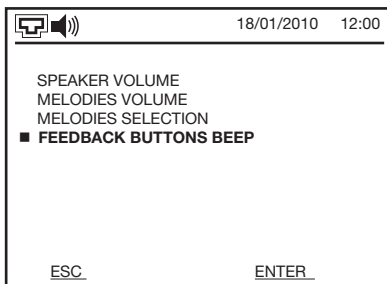 18/01/2010 12:00
SPEAKER VOLUME
MELODIES VOLUME
MELODIES SELECTION
FEEDBACK BUTTONS BEEP
ESC ENTER